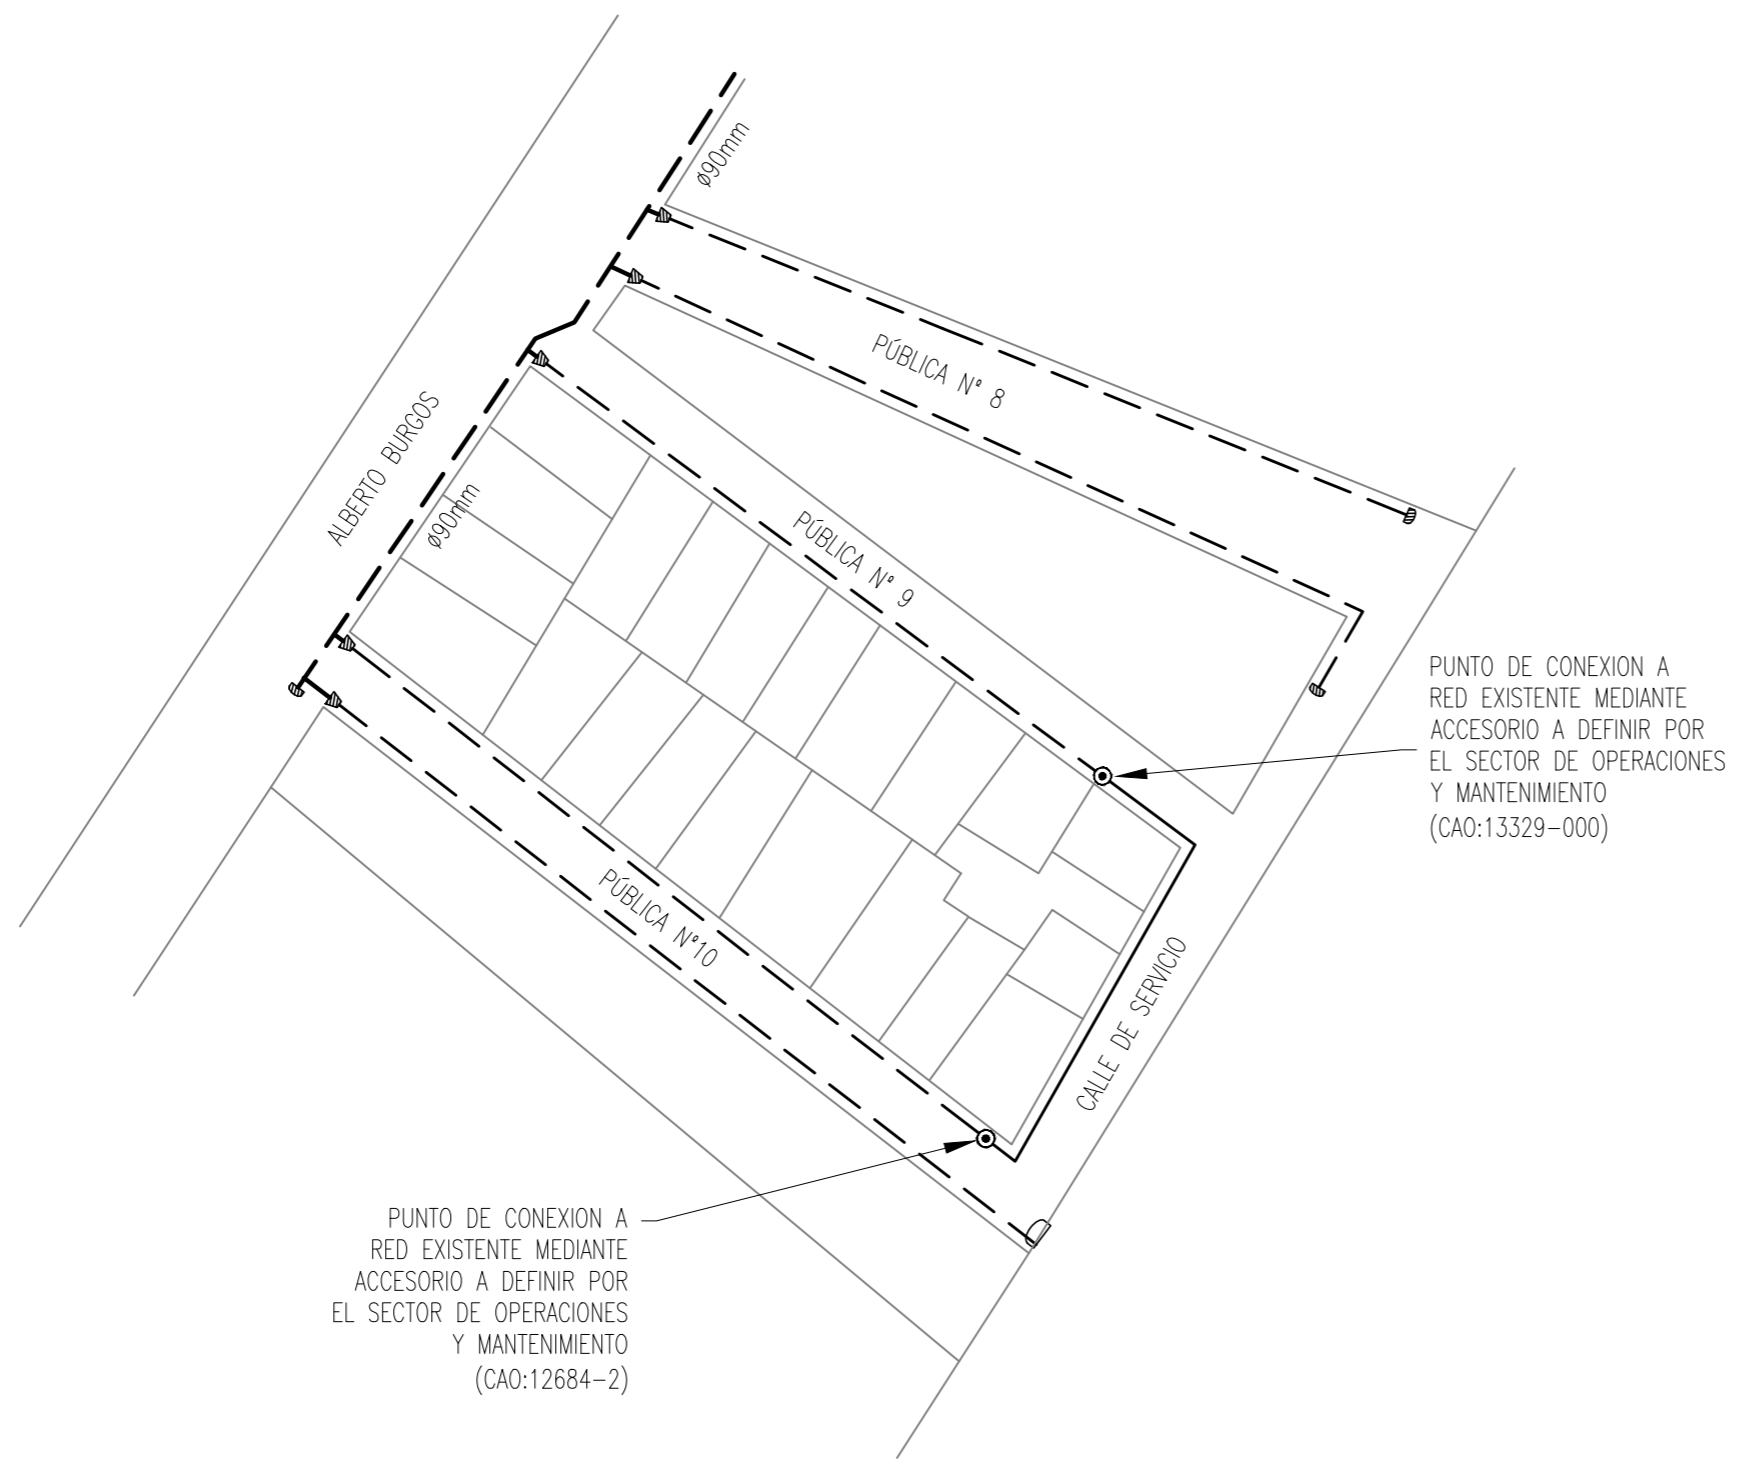 ø90mm
PÚBLICA N° 8
ALBERTO BURGOS
ø90mm
PÚBLICA N° 9
PUNTO DE CONEXION A
RED EXISTENTE MEDIANTE
ACCESORIO A DEFINIR POR
EL SECTOR DE OPERACIONES
Y MANTENIMIENTO
(CAO:13329-000)
PÚBLICA N°10
CALLE DE SERVICIO
PUNTO DE CONEXION A
RED EXISTENTE MEDIANTE
ACCESORIO A DEFINIR POR
EL SECTOR DE OPERACIONES
Y MANTENIMIENTO
(CAO:12684-2)